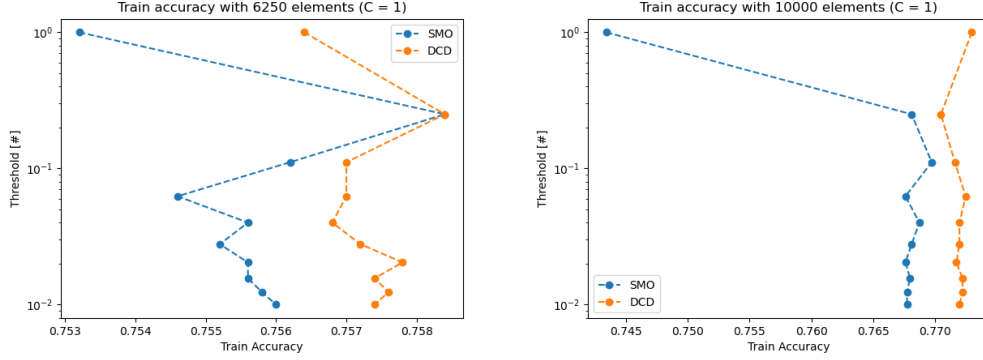 Train accuracy with 6250 elements (C = 1)
SMO
DCD
10⁰
10⁻¹
10⁻²
Threshold [#]
0.753 0.754 0.755 0.756 0.757 0.758
Train Accuracy
Train accuracy with 10000 elements (C = 1)
10⁰
10⁻¹
10⁻²
Threshold [#]
SMO
DCD
0.745 0.750 0.755 0.760 0.765 0.770
Train Accuracy